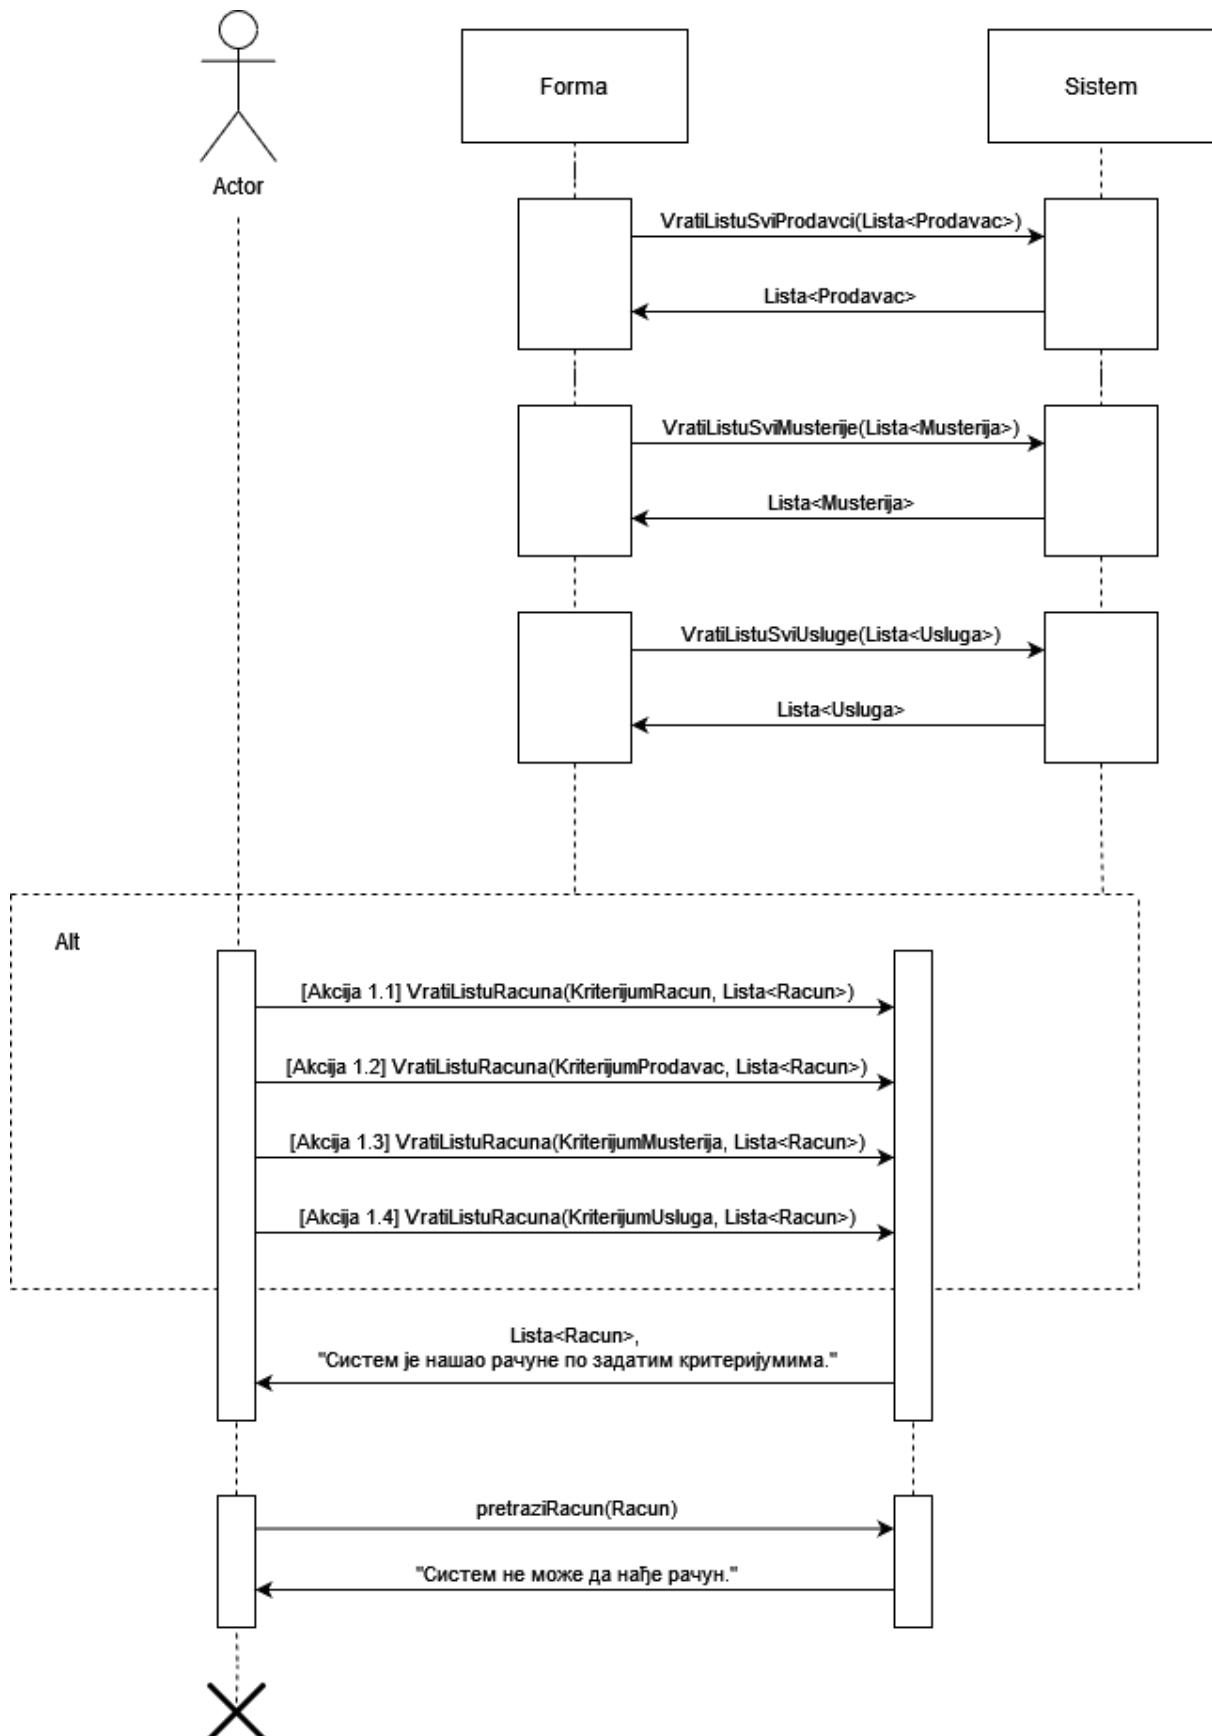 Actor
Forma
Sistem
VratiListuSviProdavci(Lista<Prodavac>)
Lista<Prodavac>
VratiListuSviMusterije(Lista<Musterija>)
Lista<Musterija>
VratiListuSviUsluge(Lista<Usluga>)
Lista<Usluga>
Alt
[Akcija 1.1] VratiListuRacuna(KriterijumRacun, Lista<Racun>)
[Akcija 1.2] VratiListuRacuna(KriterijumProdavac, Lista<Racun>)
[Akcija 1.3] VratiListuRacuna(KriterijumMusterija, Lista<Racun>)
[Akcija 1.4] VratiListuRacuna(KriterijumUsluga, Lista<Racun>)
Lista<Racun>,
"Систем је нашао рачуне по задатим критеријумима."
pretraziRacun(Racun)
"Систем не може да нађе рачун."